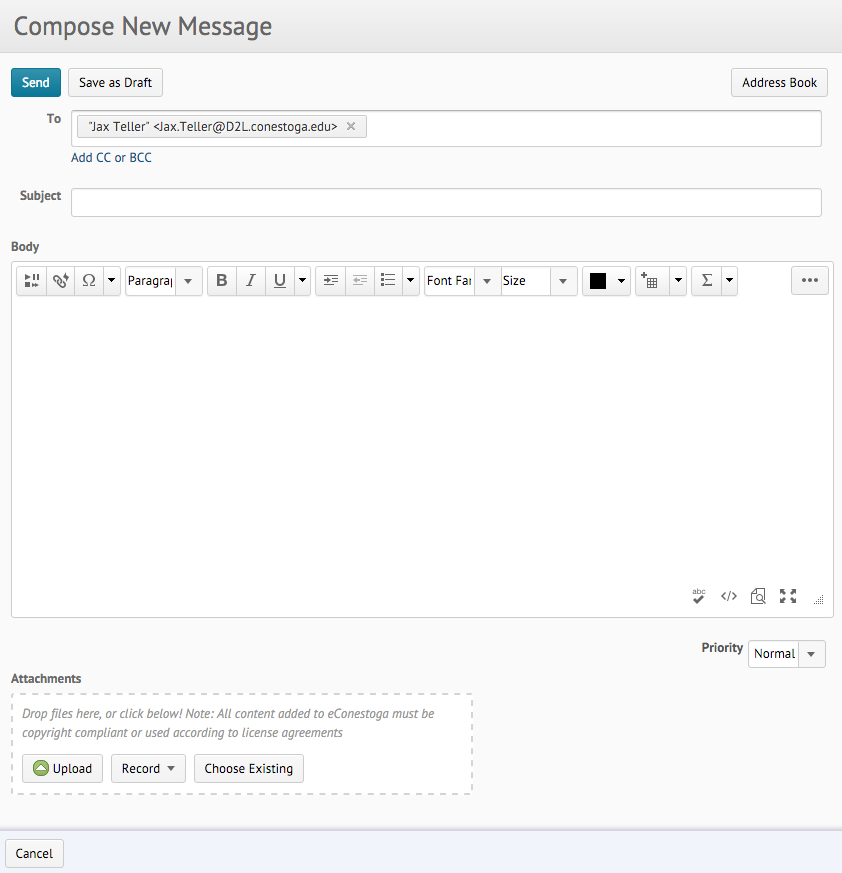 Compose New Message
Send Save as Draft Address Book
To "Jax Teller" <Jax.Teller@D2L.conestoga.edu>
Add CC or BCC
Subject
Body
Ω Paragrap B I U Font Far Size Σ
abc </>
Priority Normal
Attachments
Drop files here, or click below! Note: All content added to eConestoga must be
copyright compliant or used according to license agreements
Upload Record Choose Existing
Cancel